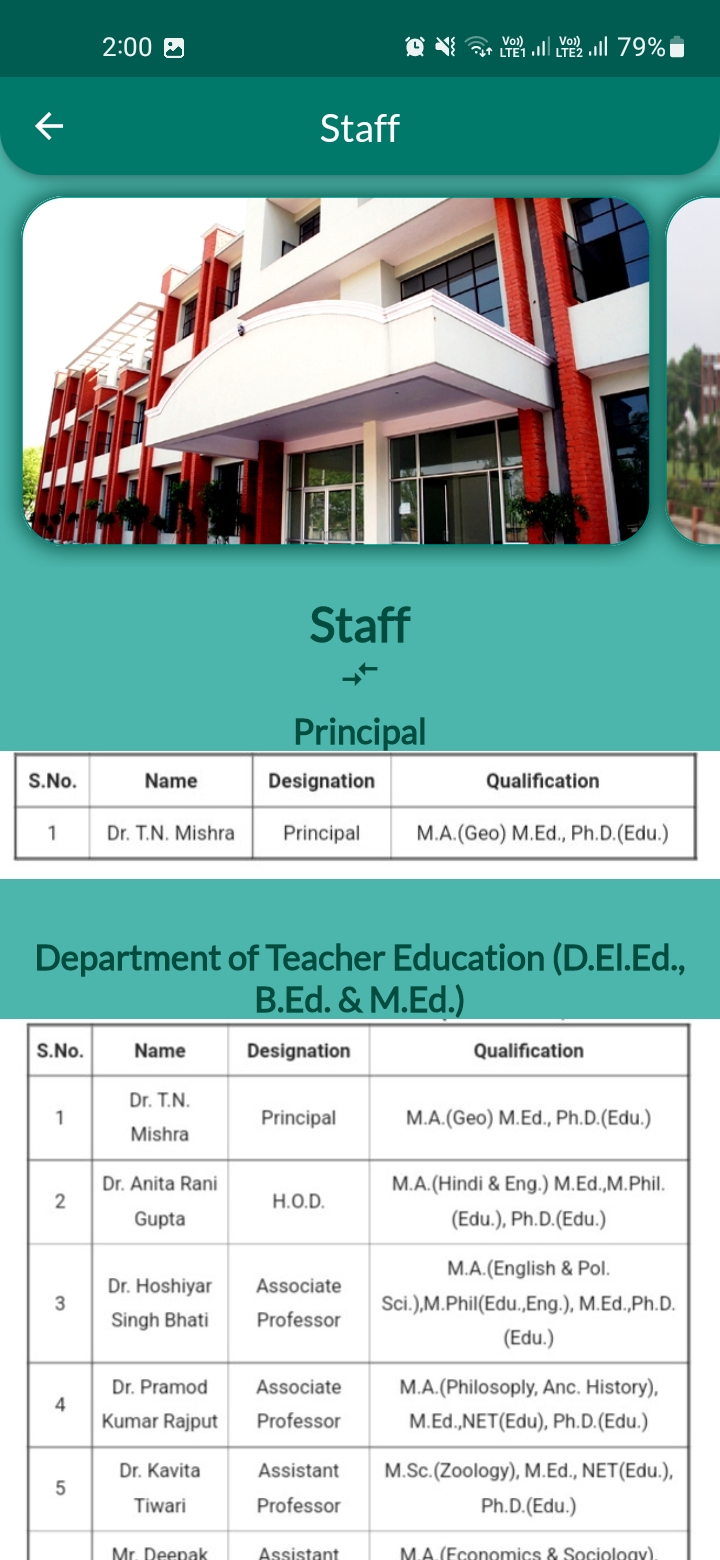 2:00 Vo)) LTE1 Vo)) LTE2 79%
Staff
Staff
Principal
S.No. Name Designation Qualification
1 Dr. T.N. Mishra Principal M.A.(Geo) M.Ed., Ph.D.(Edu.)
Department of Teacher Education (D.El.Ed.,
B.Ed. & M.Ed.)
S.No. Name Designation Qualification
1 Dr. T.N.
Mishra Principal M.A.(Geo) M.Ed., Ph.D.(Edu.)
2 Dr. Anita Rani
Gupta H.O.D. M.A.(Hindi & Eng.) M.Ed.,M.Phil.
(Edu.), Ph.D.(Edu.)
3 Dr. Hoshiyar
Singh Bhati Associate
Professor M.A.(English & Pol.
Sci.),M.Phil(Edu.,Eng.), M.Ed.,Ph.D.
(Edu.)
4 Dr. Pramod
Kumar Rajput Associate
Professor M.A.(Philosoply, Anc. History),
M.Ed.,NET(Edu), Ph.D.(Edu.)
5 Dr. Kavita
Tiwari Assistant
Professor M.Sc.(Zoology), M.Ed., NET(Edu.),
Ph.D.(Edu.)
Mr. Deepak Assistant M.A.(Economics & Sociology),